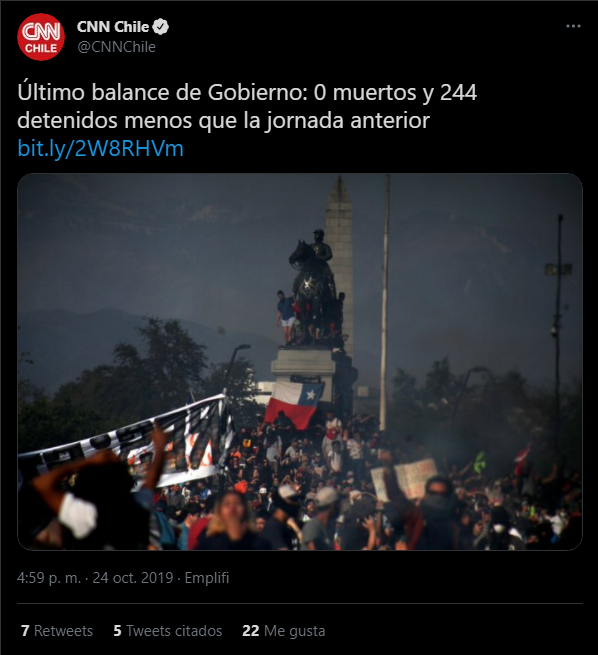 CNN CHILE
CNN Chile
@CNNChile
Último balance de Gobierno: 0 muertos y 244
detenidos menos que la jornada anterior
bit.ly/2W8RHVm
4:59 p. m. · 24 oct. 2019 · Emplifi
7 Retweets 5 Tweets citados 22 Me gusta